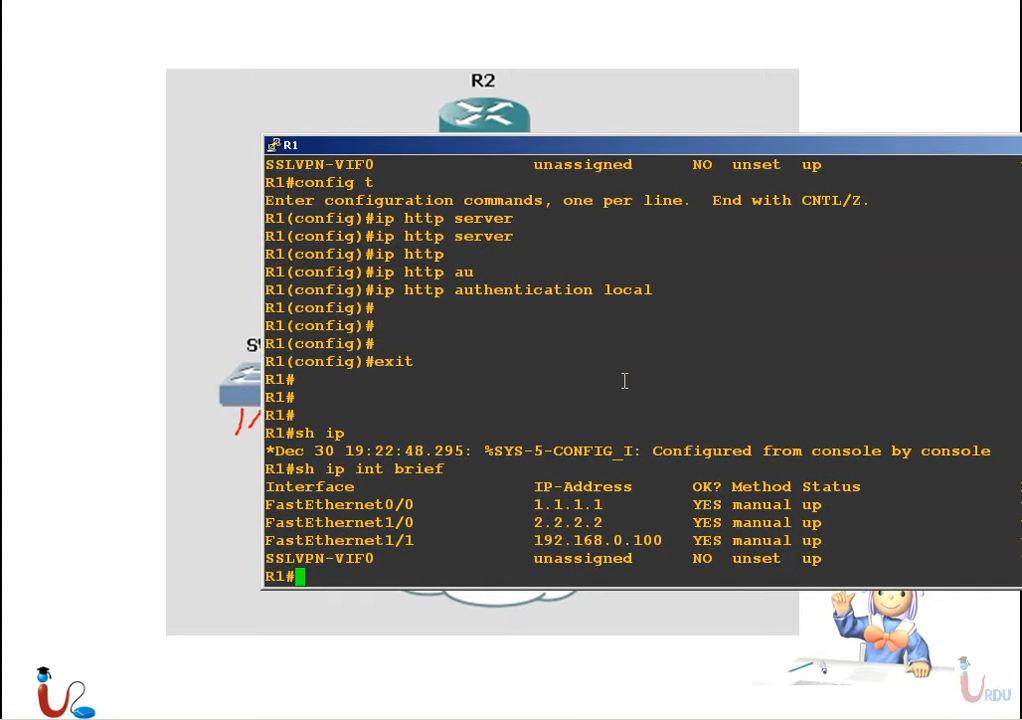 R2
R1
SSLVPN-VIF0 unassigned NO unset up
R1#config t
Enter configuration commands, one per line. End with CNTL/Z.
R1(config)#ip http server
R1(config)#ip http server
R1(config)#ip http
R1(config)#ip http au
R1(config)#ip http authentication local
R1(config)#
R1(config)#
R1(config)#
R1(config)#exit
R1#
R1#
R1#
R1#sh ip
*Dec 30 19:22:48.295: %SYS-5-CONFIG_I: Configured from console by console
R1#sh ip int brief
Interface IP-Address OK? Method Status
FastEthernet0/0 1.1.1.1 YES manual up
FastEthernet1/0 2.2.2.2 YES manual up
FastEthernet1/1 192.168.0.100 YES manual up
SSLVPN-VIF0 unassigned NO unset up
R1#
URDU